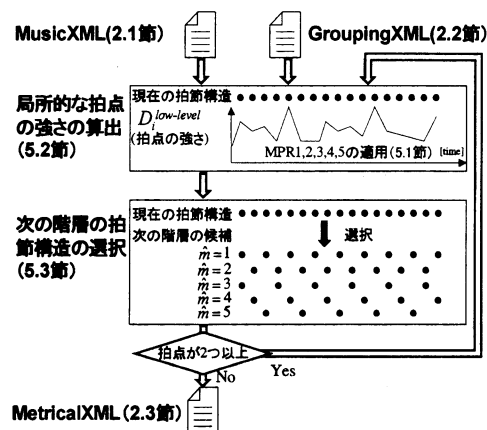 MusicXML(2.1節)
GroupingXML(2.2節)
局所的な拍点
の強さの算出
(5.2節)
現在の拍節構造
D_i^{low-level}
(拍点の強さ)
MPR1,2,3,4,5の適用(5.1節)
[time]
次の階層の拍
節構造の選択
(5.3節)
現在の拍節構造
次の階層の候補
選択
m̂=1
m̂=2
m̂=3
m̂=4
m̂=5
拍点が2つ以上
No
Yes
MetricalXML(2.3節)